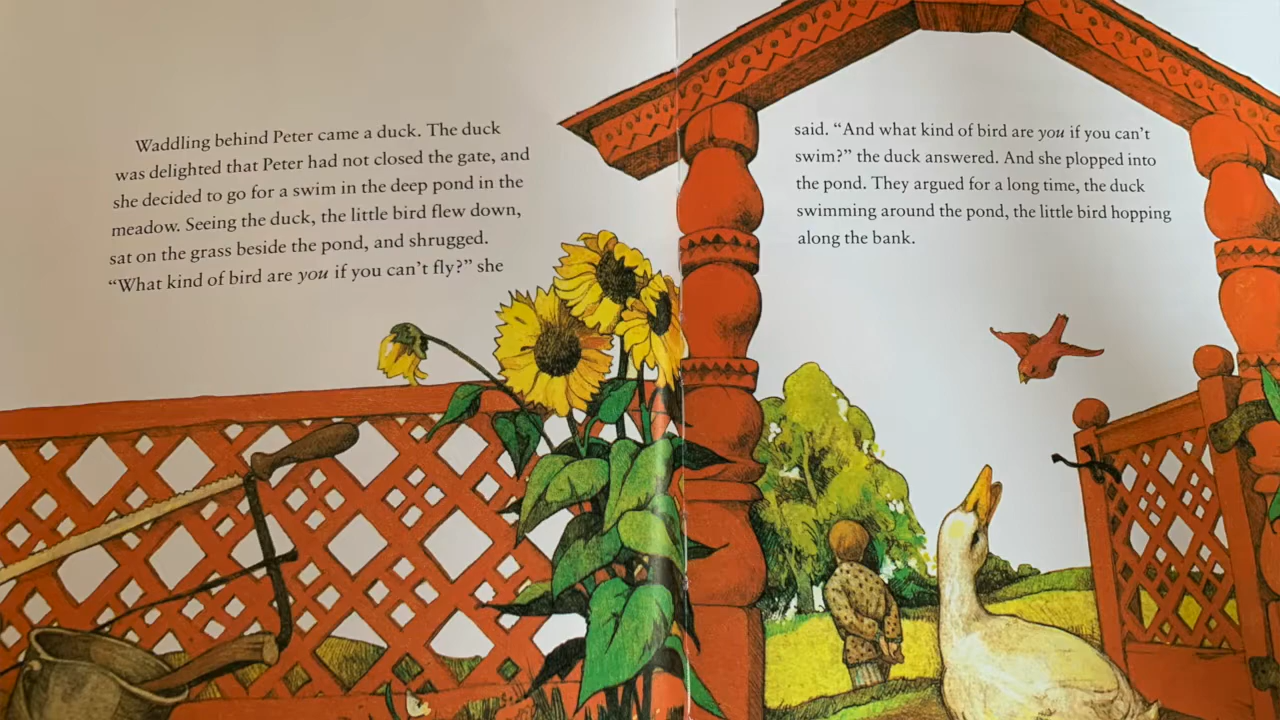 Waddling behind Peter came a duck. The duck
was delighted that Peter had not closed the gate, and
she decided to go for a swim in the deep pond in the
meadow. Seeing the duck, the little bird flew down,
sat on the grass beside the pond, and shrugged.
“What kind of bird are you if you can’t fly?” she
said. “And what kind of bird are you if you can’t
swim?” the duck answered. And she plopped into
the pond. They argued for a long time, the duck
swimming around the pond, the little bird hopping
along the bank.